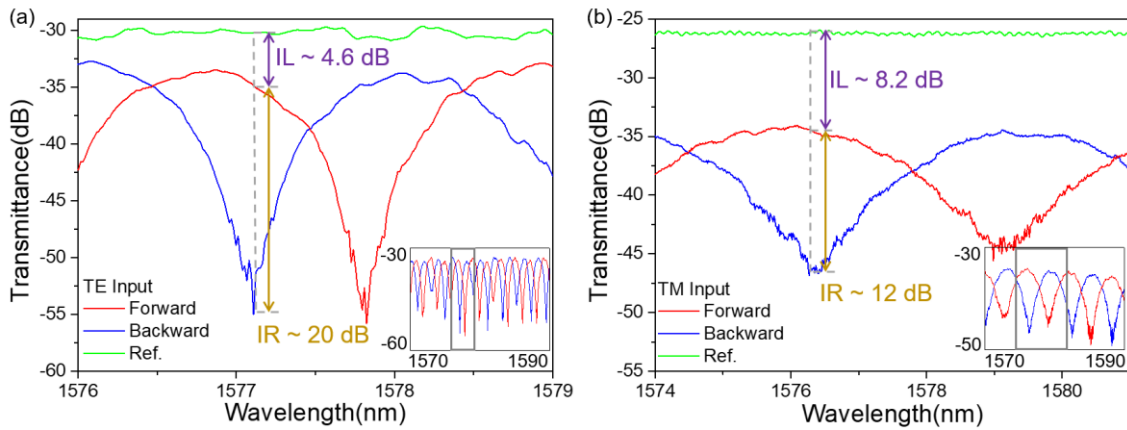 (a)
-30
-35
-40
-45
-50
-55
-60
Transmittance(dB)
IL ~ 4.6 dB
IR ~ 20 dB
TE Input
Forward
Backward
Ref.
-30
-60
1570
1590
1576
1577
1578
1579
Wavelength(nm)
(b)
-25
-30
-35
-40
-45
-50
-55
Transmittance(dB)
IL ~ 8.2 dB
IR ~ 12 dB
TM Input
Forward
Backward
Ref.
-30
-50
1570
1590
1574
1576
1578
1580
Wavelength(nm)